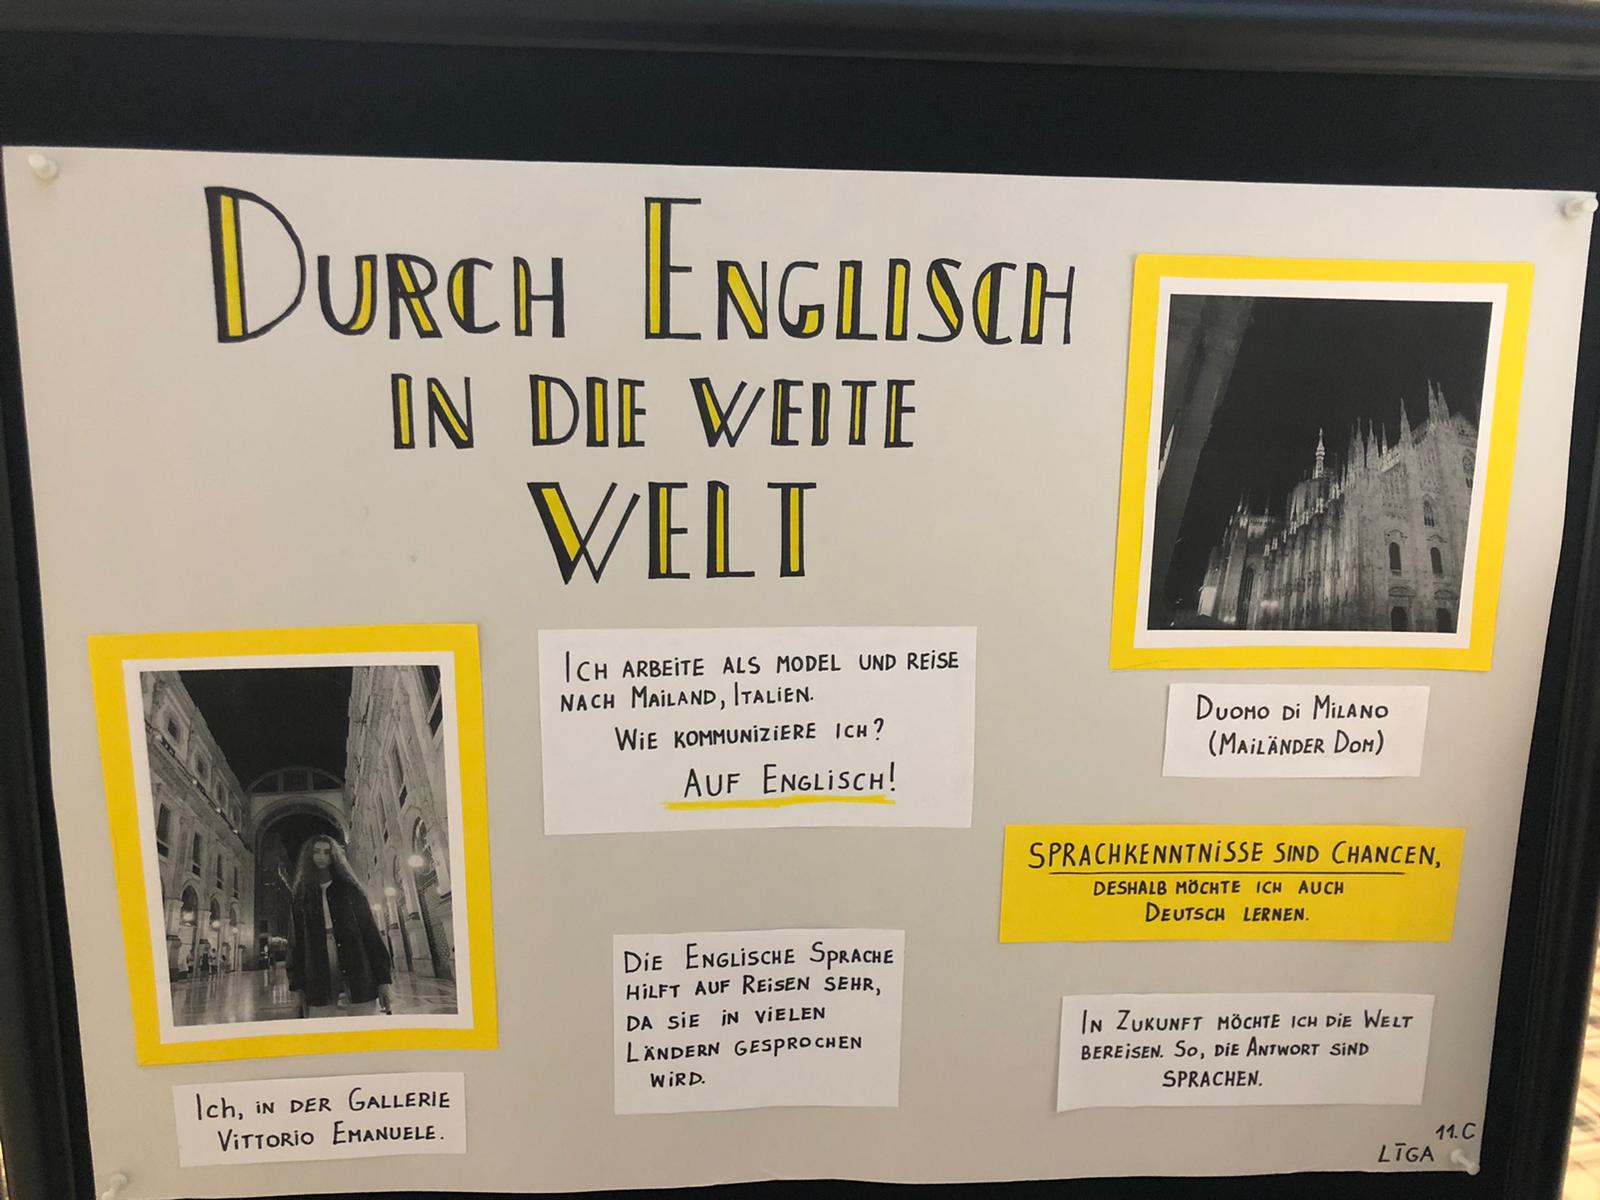 DURCH ENGLISCH
IN DIE WEITE
WELT
ICH ARBEITE ALS MODEL UND REISE
NACH MAILAND, ITALIEN.
WIE KOMMUNIZIERE ICH?
AUF ENGLISCH!
DUOMO DI MILANO
(MAILÄNDER DOM)
SPRACHKENNTNISSE SIND CHANCEN,
DESHALB MÖCHTE ICH AUCH
DEUTSCH LERNEN.
DIE ENGLISCHE SPRACHE
HILFT AUF REISEN SEHR,
DA SIE IN VIELEN
LÄNDERN GESPROCHEN
WIRD.
IN ZUKUNFT MÖCHTE ICH DIE WELT
BEREISEN. SO, DIE ANTWORT SIND
SPRACHEN.
ICH, IN DER GALLERIE
VITTORIO EMANUELE.
11.C
LĪGA